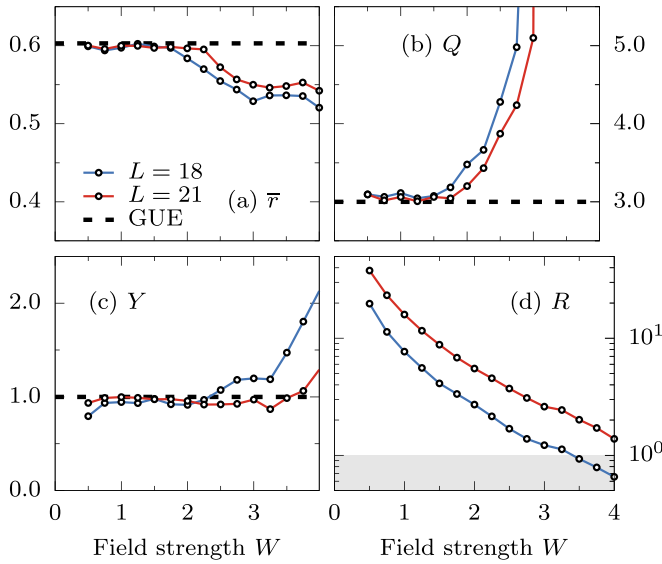 0.6
0.5
0.4
L = 18
L = 21
GUE
(a) r̅
(b) Q
5.0
4.0
3.0
(c) Y
2.0
1.0
0.0
(d) R
10¹
10⁰
0 1 2 3
0 1 2 3 4
Field strength W
Field strength W